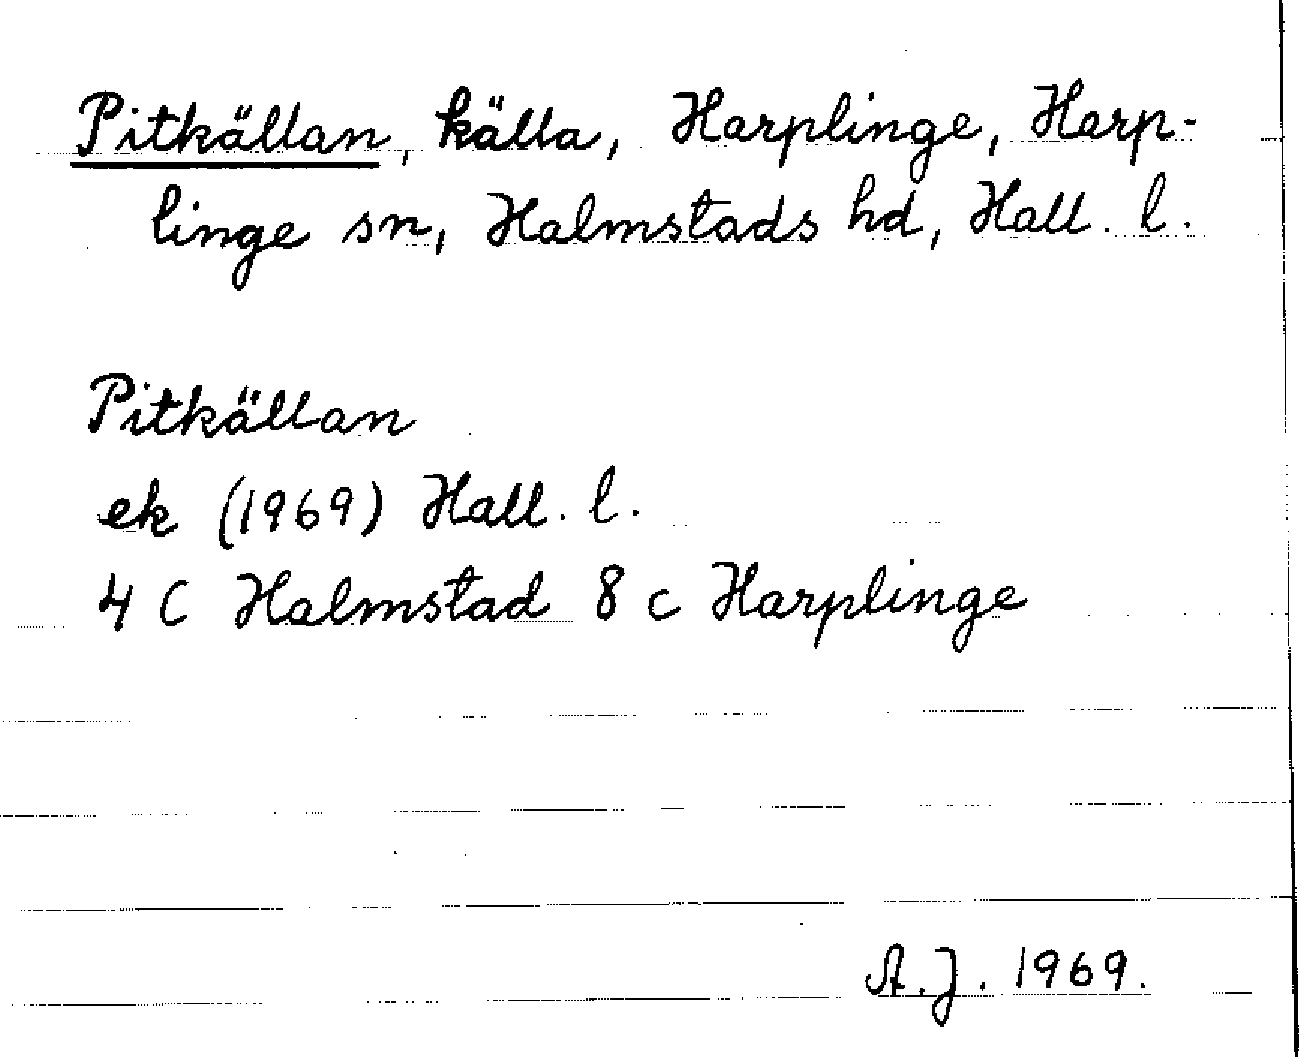 Pitkällan, källa, Harplinge, Harp-
linge sn, Halmstads hd, Hall. l.
Pitkällan
ek (1969) Hall. l.
4 C Halmstad 8 c Harplinge
A.J. 1969.